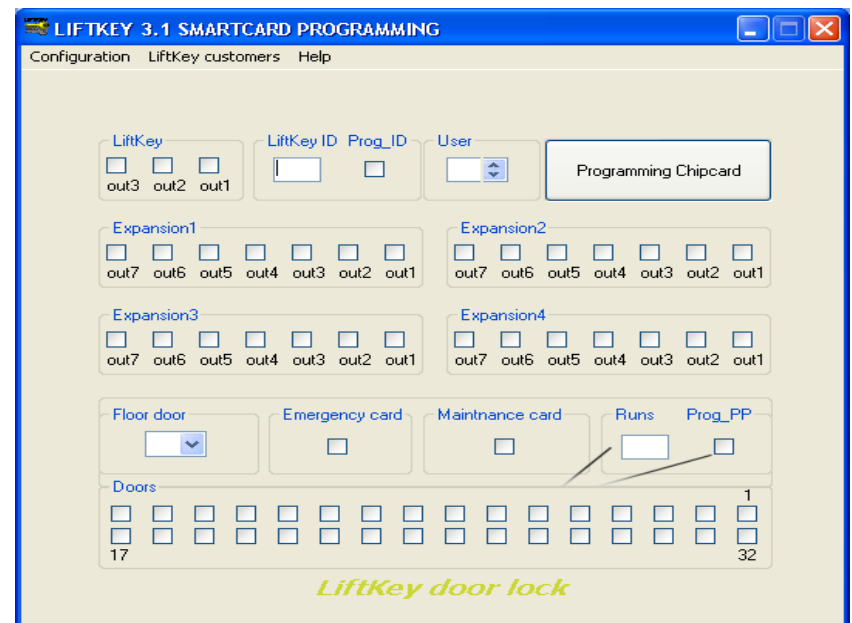 LIFTKEY 3.1 SMARTCARD PROGRAMMING
Configuration LiftKey customers Help
LiftKey LiftKey ID Prog_ID User
Programming Chipcard
out3 out2 out1
Expansion1 Expansion2
out7 out6 out5 out4 out3 out2 out1 out7 out6 out5 out4 out3 out2 out1
Expansion3 Expansion4
out7 out6 out5 out4 out3 out2 out1 out7 out6 out5 out4 out3 out2 out1
Floor door Emergency card Maintnance card Runs Prog_PP
Doors
1
17 32
LiftKey door lock